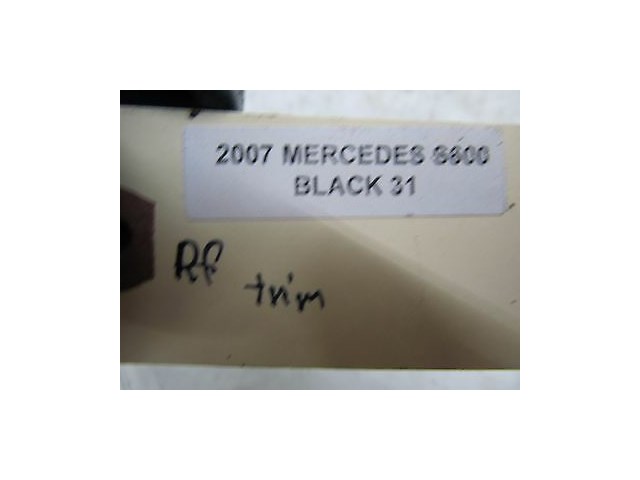 2007 MERCEDES S600
BLACK 31
RF
trim